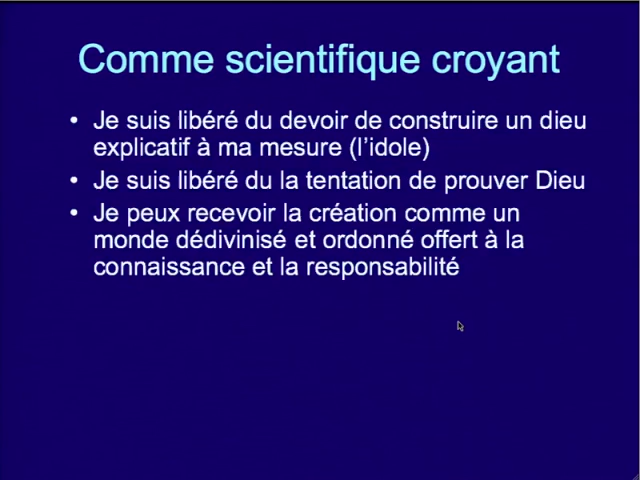 Comme scientifique croyant
• Je suis libéré du devoir de construire un dieu
explicatif à ma mesure (l'idole)
• Je suis libéré du la tentation de prouver Dieu
• Je peux recevoir la création comme un
monde dédivinisé et ordonné offert à la
connaissance et la responsabilité